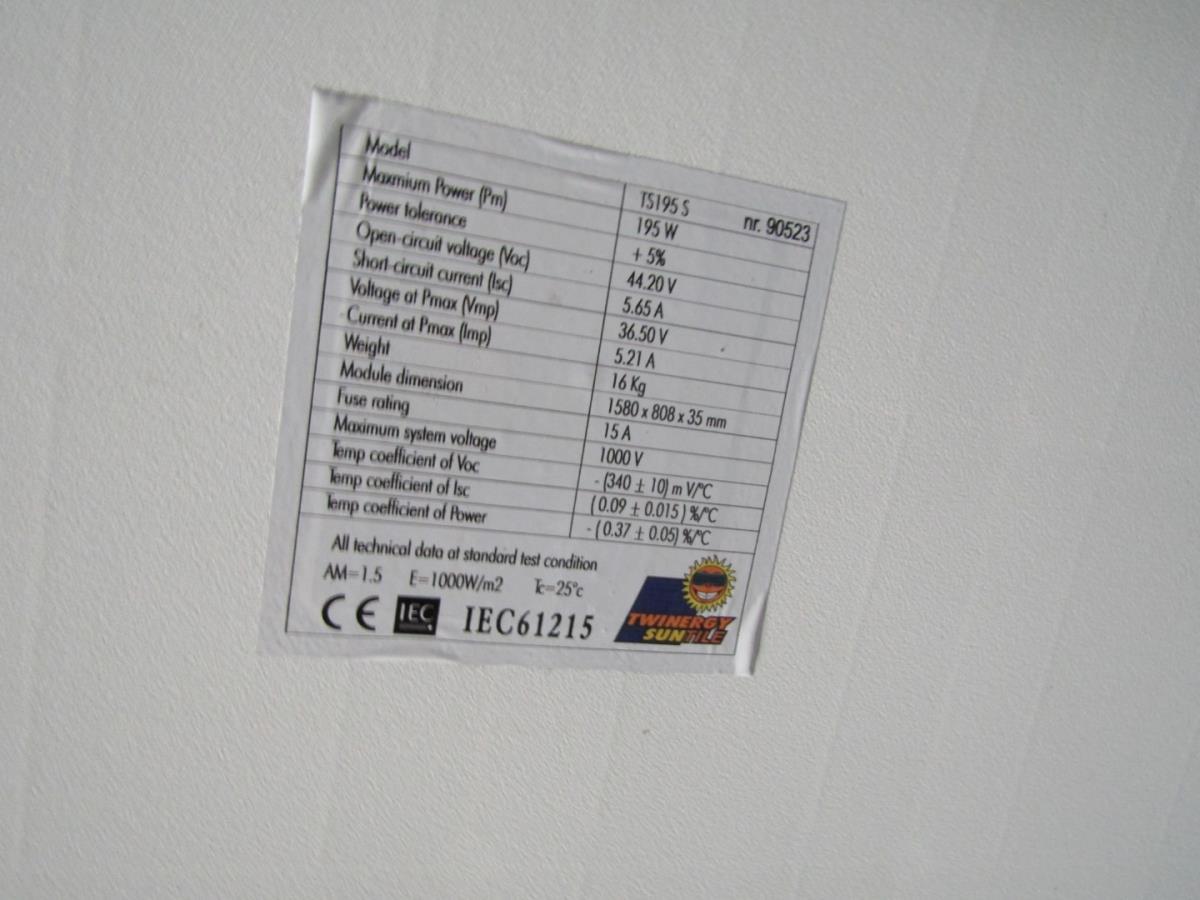 Model TS195 S nr. 90523
Maxmium Power (Pm) 195 W
Power tolerance + 5%
Open-circuit voltage (Voc) 44.20 V
Short-circuit current (Isc) 5.65 A
Voltage at Pmax (Vmp) 36.50 V
Current at Pmax (Imp) 5.21 A
Weight 16 Kg
Module dimension 1580 x 808 x 35 mm
Fuse rating 15 A
Maximum system voltage 1000 V
Temp coefficient of Voc - (340 ± 10) m V/°C
Temp coefficient of Isc (0.09 ± 0.015) %/°C
Temp coefficient of Power - (0.37 ± 0.05) %/°C
All technical data at standard test condition
AM=1.5 E=1000W/m2 Tc=25°c
CE IEC IEC61215
TWINERGY
SUNTILE